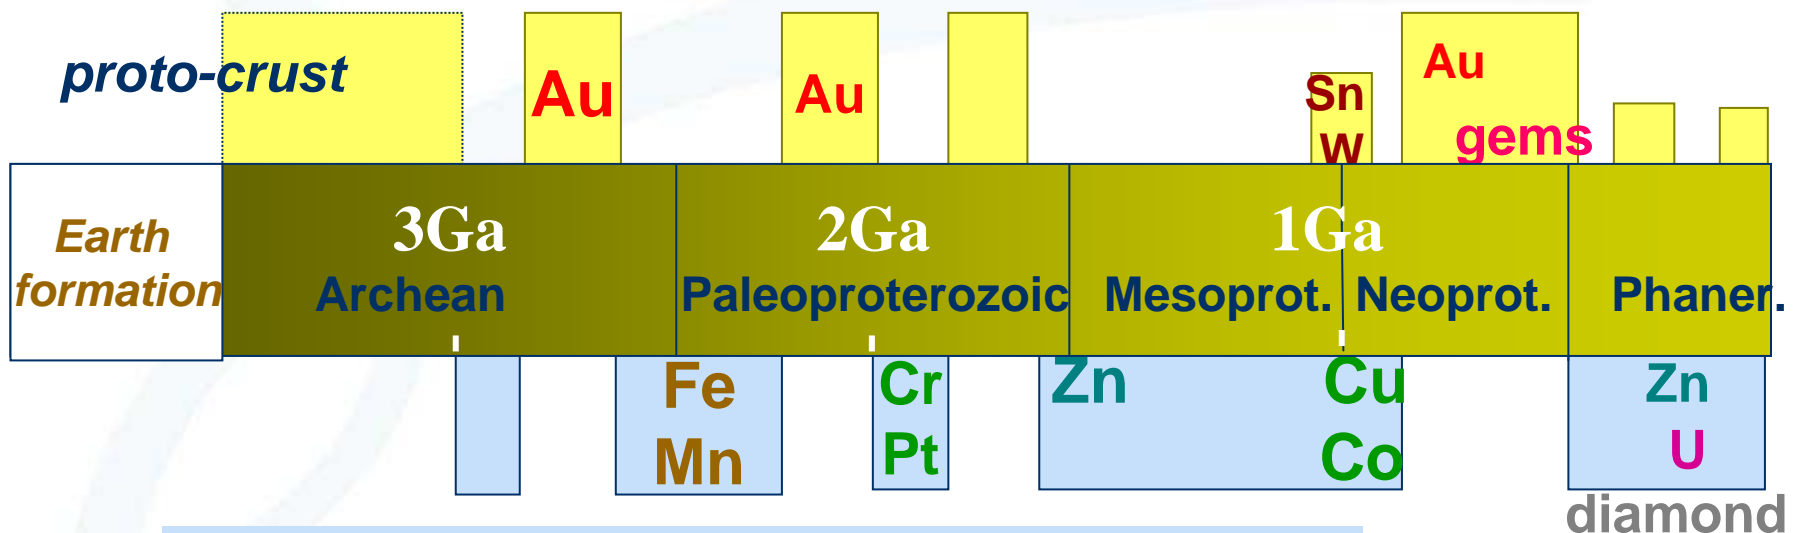 proto-crust
Au
Au
Sn
W
Au
gems
Earth
formation
3Ga
2Ga
1Ga
Archean
Paleoproterozoic
Mesoprot.
Neoprot.
Phaner.
Fe
Mn
Cr
Pt
Zn
Cu
Co
Zn
U
diamond